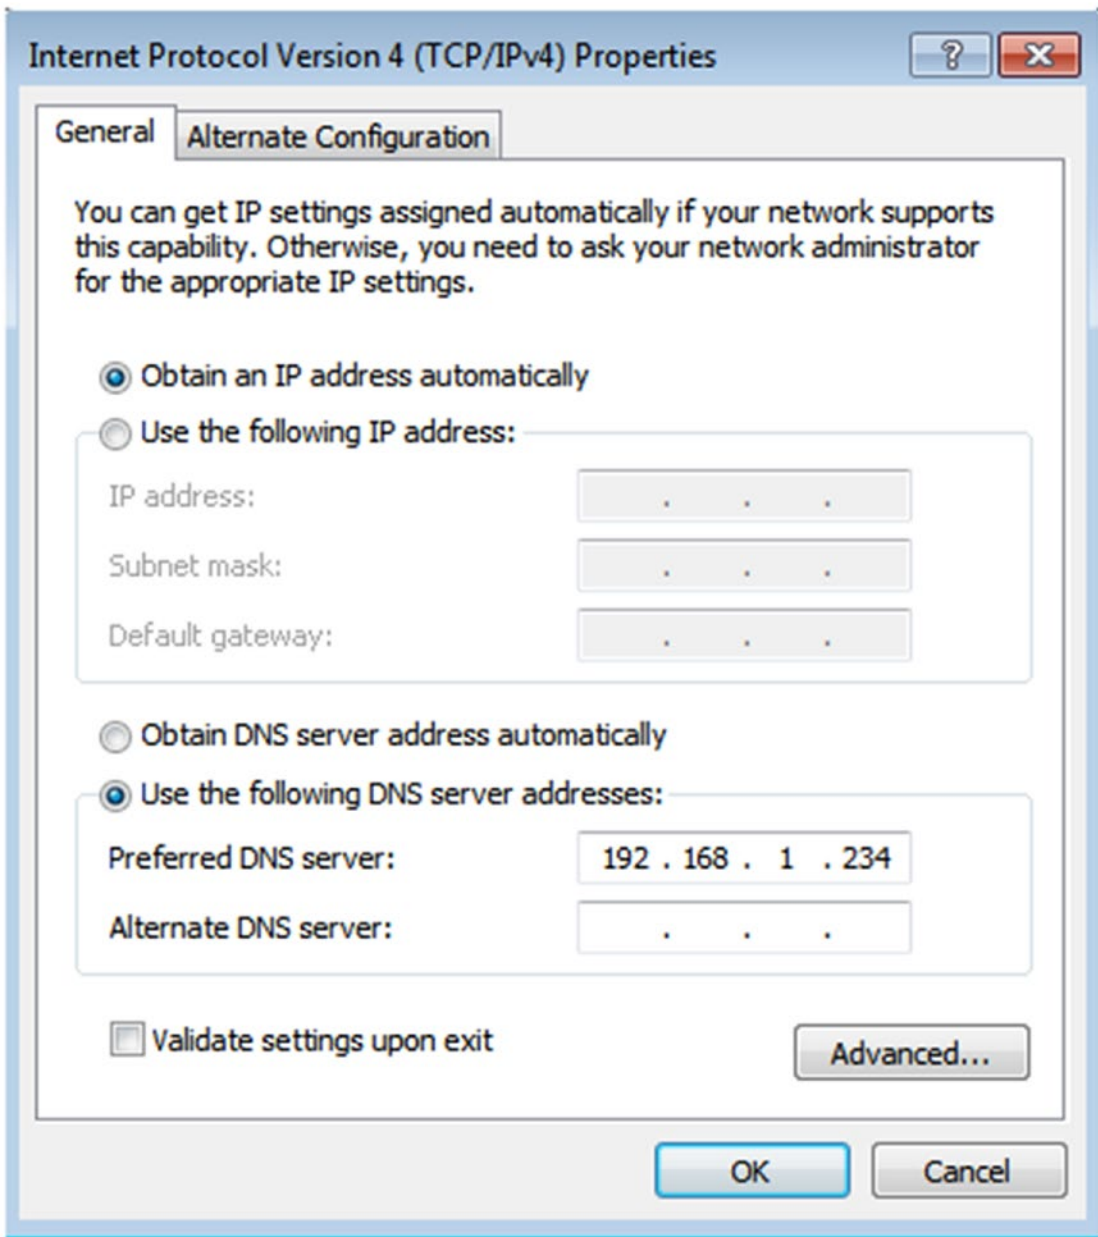 Internet Protocol Version 4 (TCP/IPv4) Properties
?
General
Alternate Configuration
You can get IP settings assigned automatically if your network supports
this capability. Otherwise, you need to ask your network administrator
for the appropriate IP settings.
Obtain an IP address automatically
Use the following IP address:
IP address: . . .
Subnet mask: . . .
Default gateway: . . .
Obtain DNS server address automatically
Use the following DNS server addresses:
Preferred DNS server: 192 . 168 . 1 . 234
Alternate DNS server: . . .
Validate settings upon exit
Advanced...
OK
Cancel